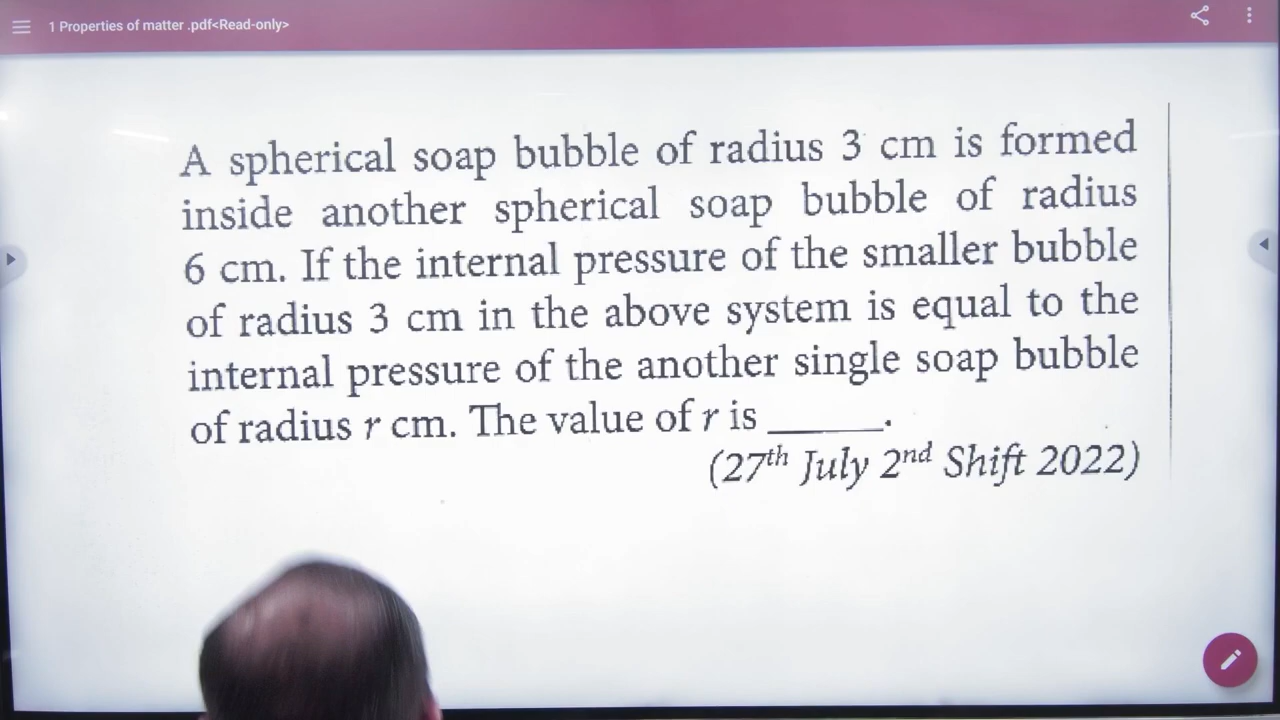 1 Properties of matter .pdf<Read-only>
A spherical soap bubble of radius 3 cm is formed
inside another spherical soap bubble of radius
6 cm. If the internal pressure of the smaller bubble
of radius 3 cm in the above system is equal to the
internal pressure of the another single soap bubble
of radius r cm. The value of r is ______.
(27th July 2nd Shift 2022)